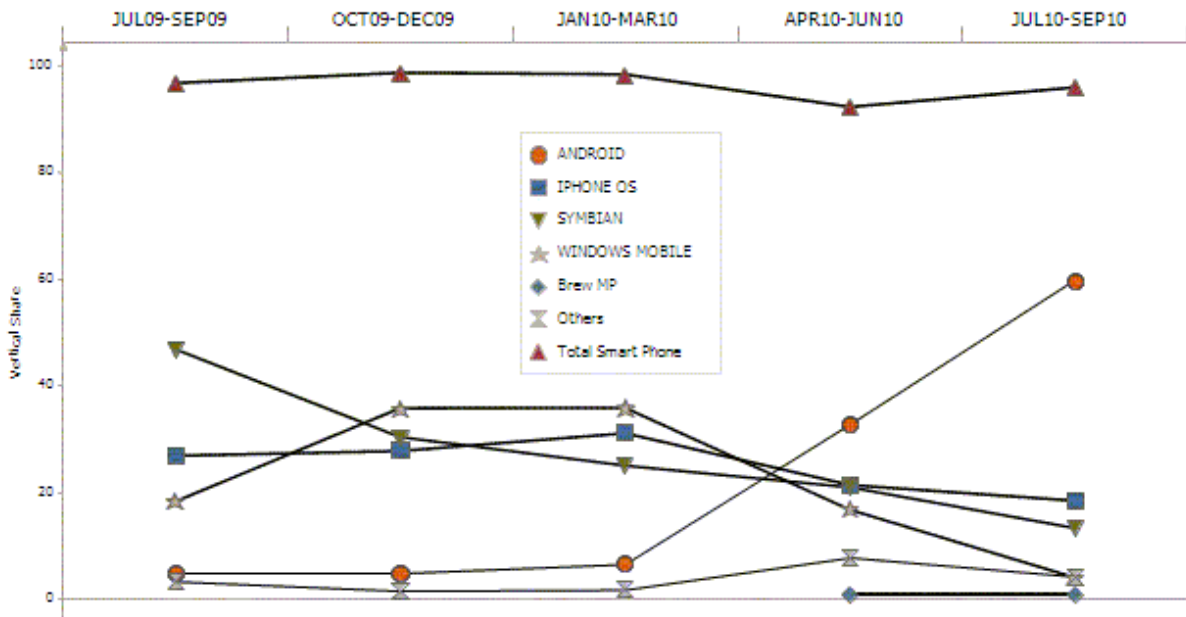 JUL09-SEP09 OCT09-DEC09 JAN10-MAR10 APR10-JUN10 JUL10-SEP10
100
80
60
40
20
0
Vertical Share
ANDROID
IPHONE OS
SYMBIAN
WINDOWS MOBILE
Brew MP
Others
Total Smart Phone